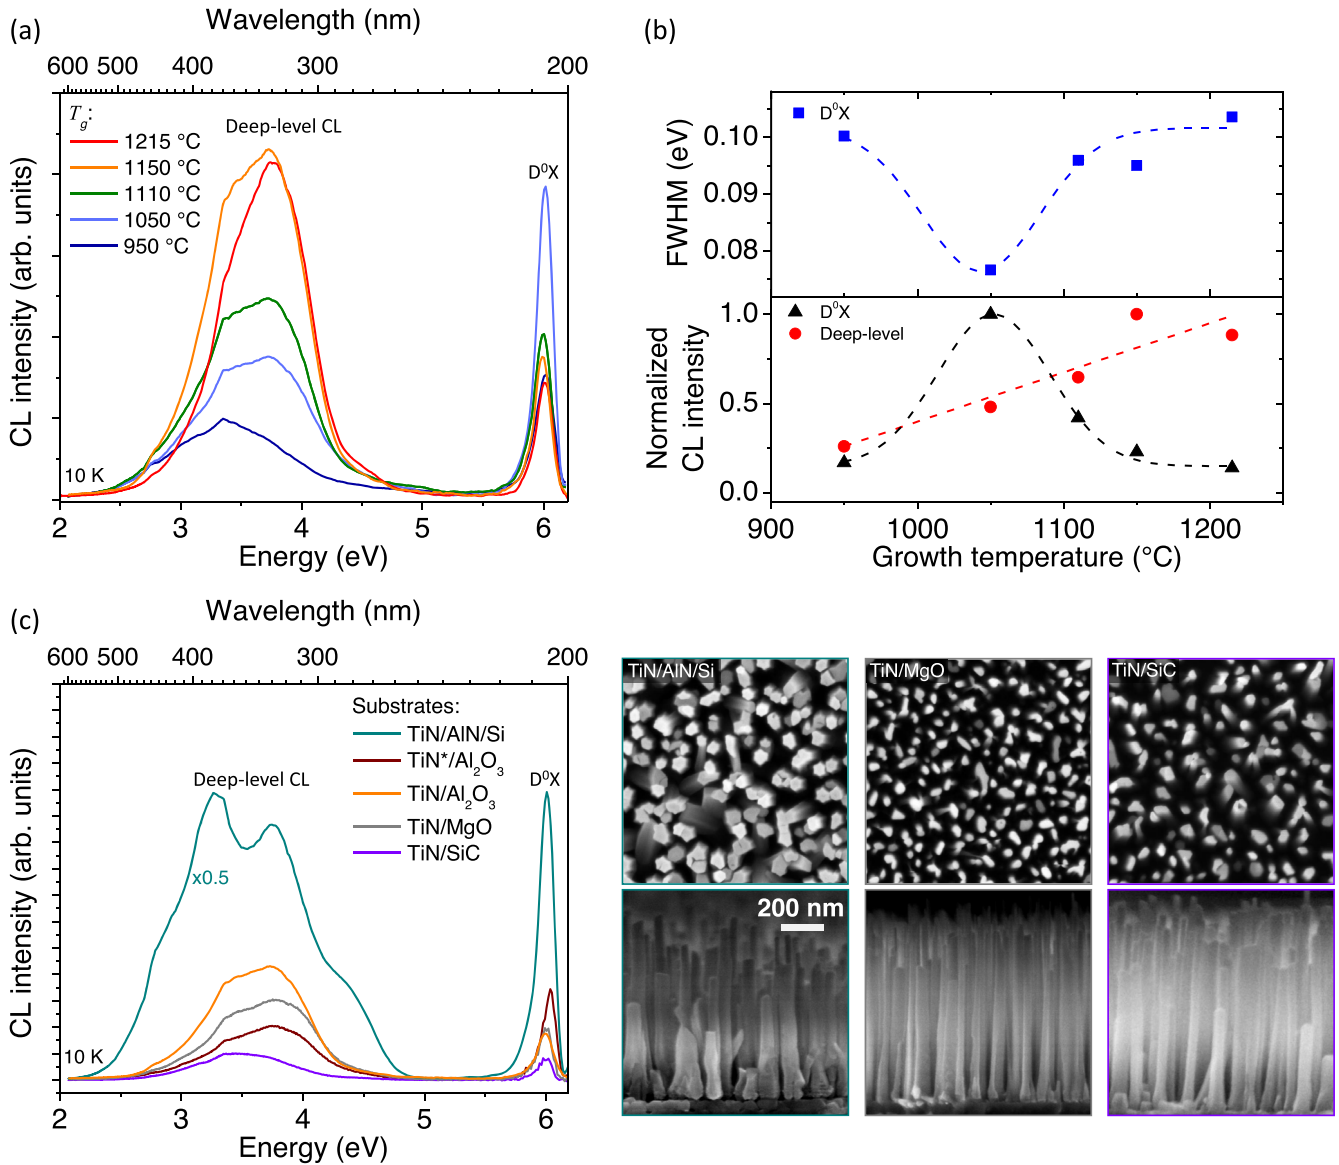 (a)
Wavelength (nm)
600 500 400 300 200
T_g:
1215 °C
1150 °C
1110 °C
1050 °C
950 °C
Deep-level CL
D⁰X
CL intensity (arb. units)
10 K
2 3 4 5 6
Energy (eV)
(b)
D⁰X
FWHM (eV)
0.10
0.09
0.08
D⁰X
Deep-level
Normalized
CL intensity
1.0
0.5
0.0
900 1000 1100 1200
Growth temperature (°C)
(c)
Wavelength (nm)
600 500 400 300 200
Substrates:
TiN/AlN/Si
TiN*/Al₂O₃
TiN/Al₂O₃
TiN/MgO
TiN/SiC
Deep-level CL
D⁰X
x0.5
CL intensity (arb. units)
10 K
2 3 4 5 6
Energy (eV)
TiN/AlN/Si
TiN/MgO
TiN/SiC
200 nm